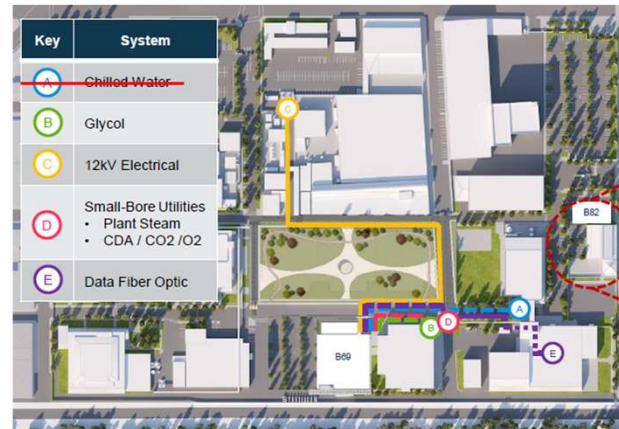 Key System
A Chilled Water
B Glycol
C 12kV Electrical
D Small-Bore Utilities
• Plant Steam
• CDA / CO2 /O2
E Data Fiber Optic
C
B82
A
D
B
B69
E